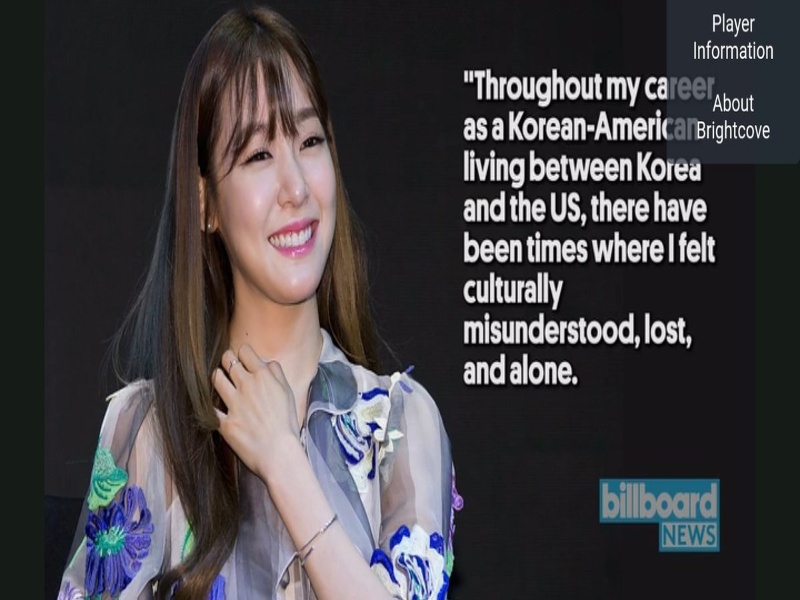 Player
Information
About
Brightcove
"Throughout my career
as a Korean-American
living between Korea
and the US, there have
been times where I felt
culturally
misunderstood, lost,
and alone.
billboard
NEWS